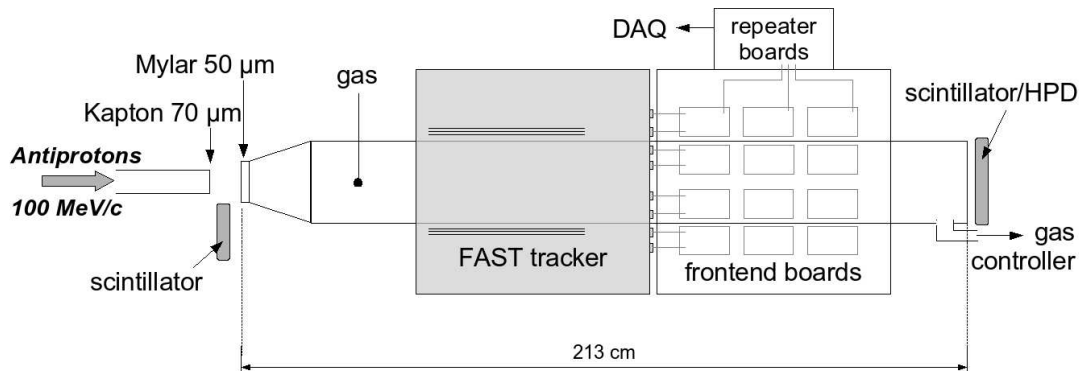 DAQ
repeater
boards
Mylar 50 μm
gas
scintillator/HPD
Kapton 70 μm
Antiprotons
100 MeV/c
scintillator
FAST tracker
frontend boards
gas
controller
213 cm